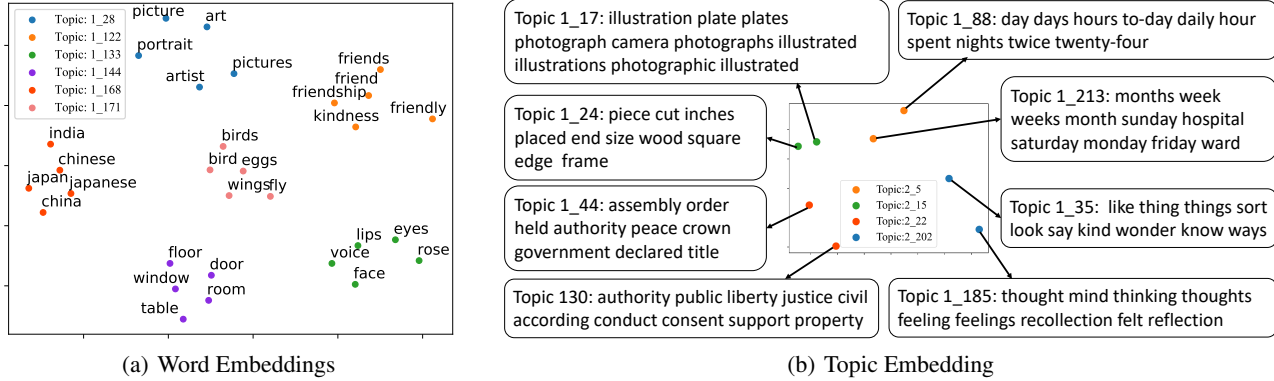 Topic: 1_28
Topic: 1_122
Topic: 1_133
Topic: 1_144
Topic: 1_168
Topic: 1_171
picture
art
portrait
artist
pictures
friends
friend
friendship
kindness
friendly
india
chinese
japan
japanese
china
birds
bird
eggs
wings
fly
floor
door
window
room
table
lips
eyes
voice
rose
face
(a) Word Embeddings
Topic 1_17: illustration plate plates
photograph camera photographs illustrated
illustrations photographic illustrated
Topic 1_88: day days hours to-day daily hour
spent nights twice twenty-four
Topic 1_24: piece cut inches
placed end size wood square
edge frame
Topic 1_213: months week
weeks month sunday hospital
saturday monday friday ward
Topic 1_44: assembly order
held authority peace crown
government declared title
Topic:2_5
Topic:2_15
Topic:2_22
Topic:2_202
Topic 1_35: like thing things sort
look say kind wonder know ways
Topic 130: authority public liberty justice civil
according conduct consent support property
Topic 1_185: thought mind thinking thoughts
feeling feelings recollection felt reflection
(b) Topic Embedding